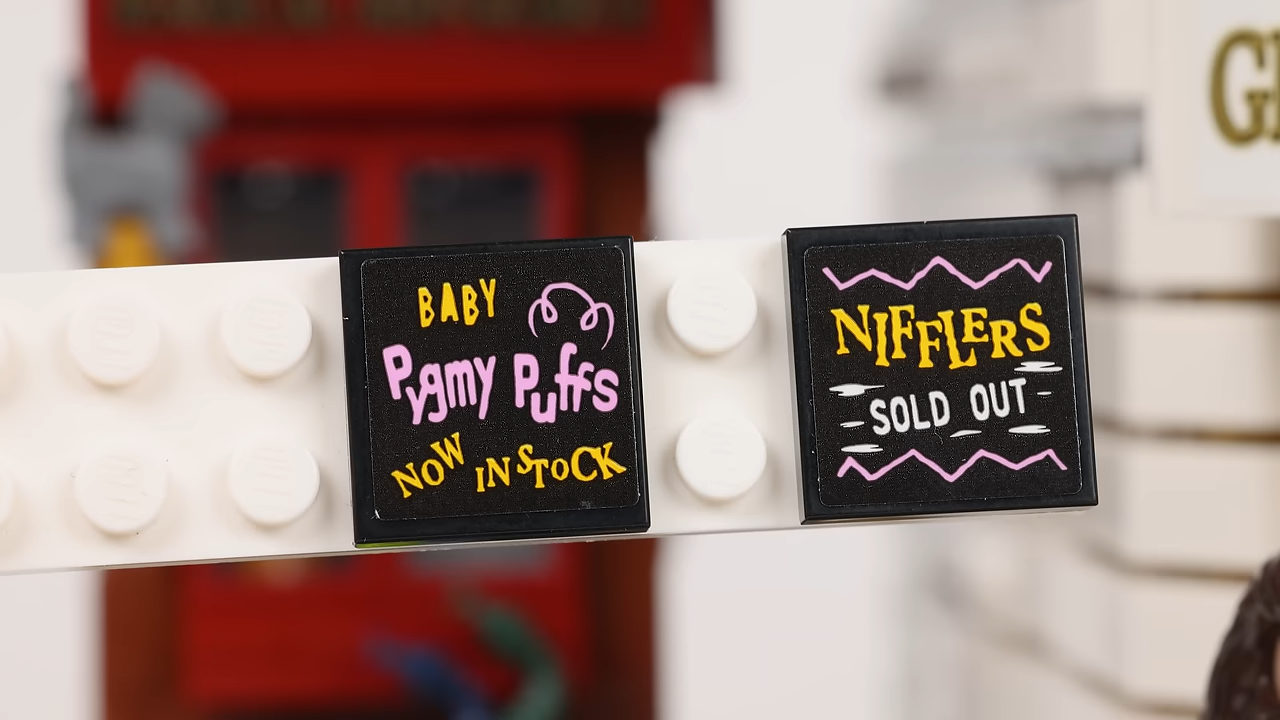 BABY
Pygmy Puffs
NOW IN STOCK
NIFFLERS
SOLD OUT